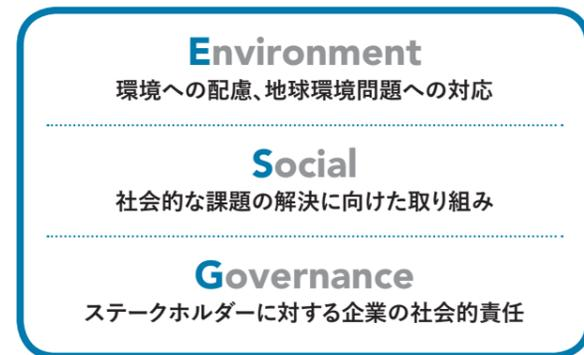 Environment
環境への配慮、地球環境問題への対応
Social
社会的な課題の解決に向けた取り組み
Governance
ステークホルダーに対する企業の社会的責任